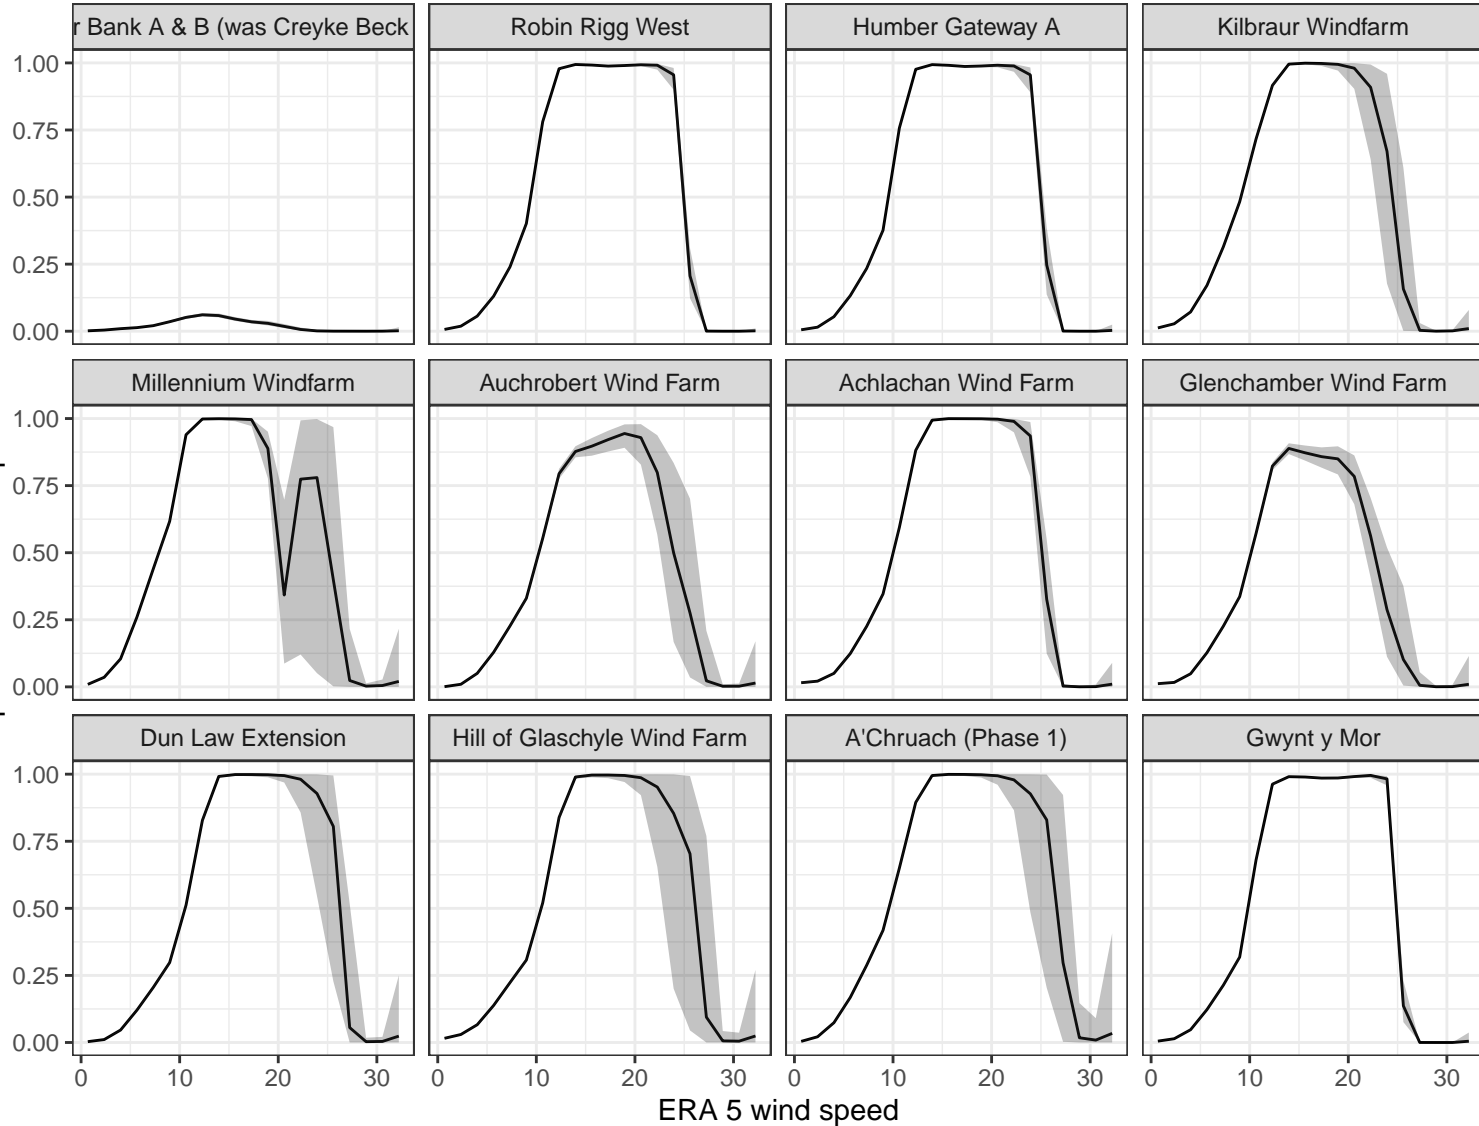 r Bank A & B (was Creyke Beck
Robin Rigg West
Humber Gateway A
Kilbraur Windfarm
1.00
0.75
0.50
0.25
0.00
Millennium Windfarm
Auchrobert Wind Farm
Achlachan Wind Farm
Glenchamber Wind Farm
1.00
0.75
0.50
0.25
0.00
Dun Law Extension
Hill of Glaschyle Wind Farm
A'Chruach (Phase 1)
Gwynt y Mor
1.00
0.75
0.50
0.25
0.00
0 10 20 30 0 10 20 30 0 10 20 30 0 10 20 30
ERA 5 wind speed